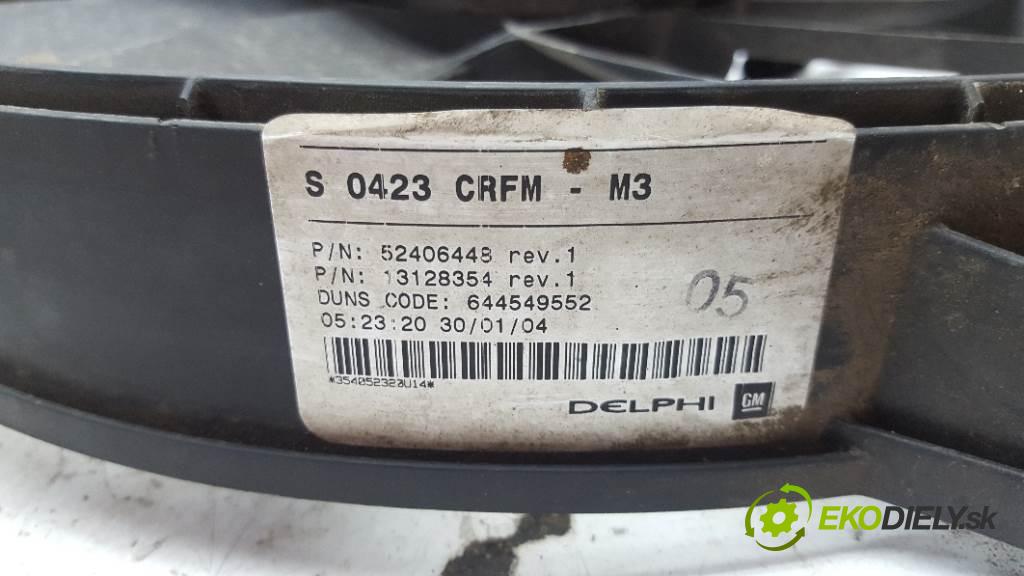 S 0423 CRFM - M3
P/N: 52406448 rev.1
P/N: 13128354 rev.1
DUNS CODE: 644549552
05
05:23:20 30/01/04
*354052320U14*
DELPHI GM
EKODIELY.sk